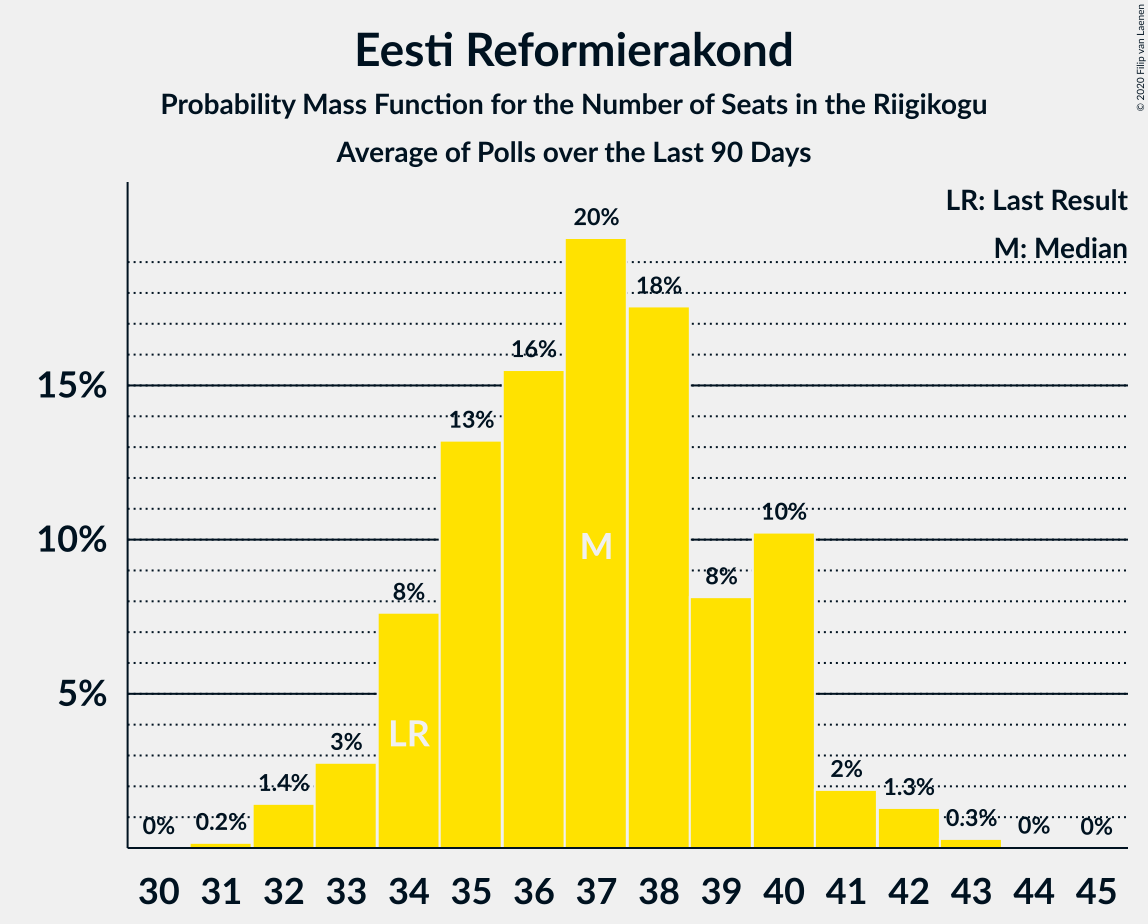 Eesti Reformierakond
Probability Mass Function for the Number of Seats in the Riigikogu
Average of Polls over the Last 90 Days
© 2020 Filip van Laenen
LR: Last Result
M: Median
15%
10%
5%
0%
0.2%
1.4%
3%
8%
13%
16%
20%
18%
8%
10%
2%
1.3%
0.3%
0%
0%
LR
M
30 31 32 33 34 35 36 37 38 39 40 41 42 43 44 45